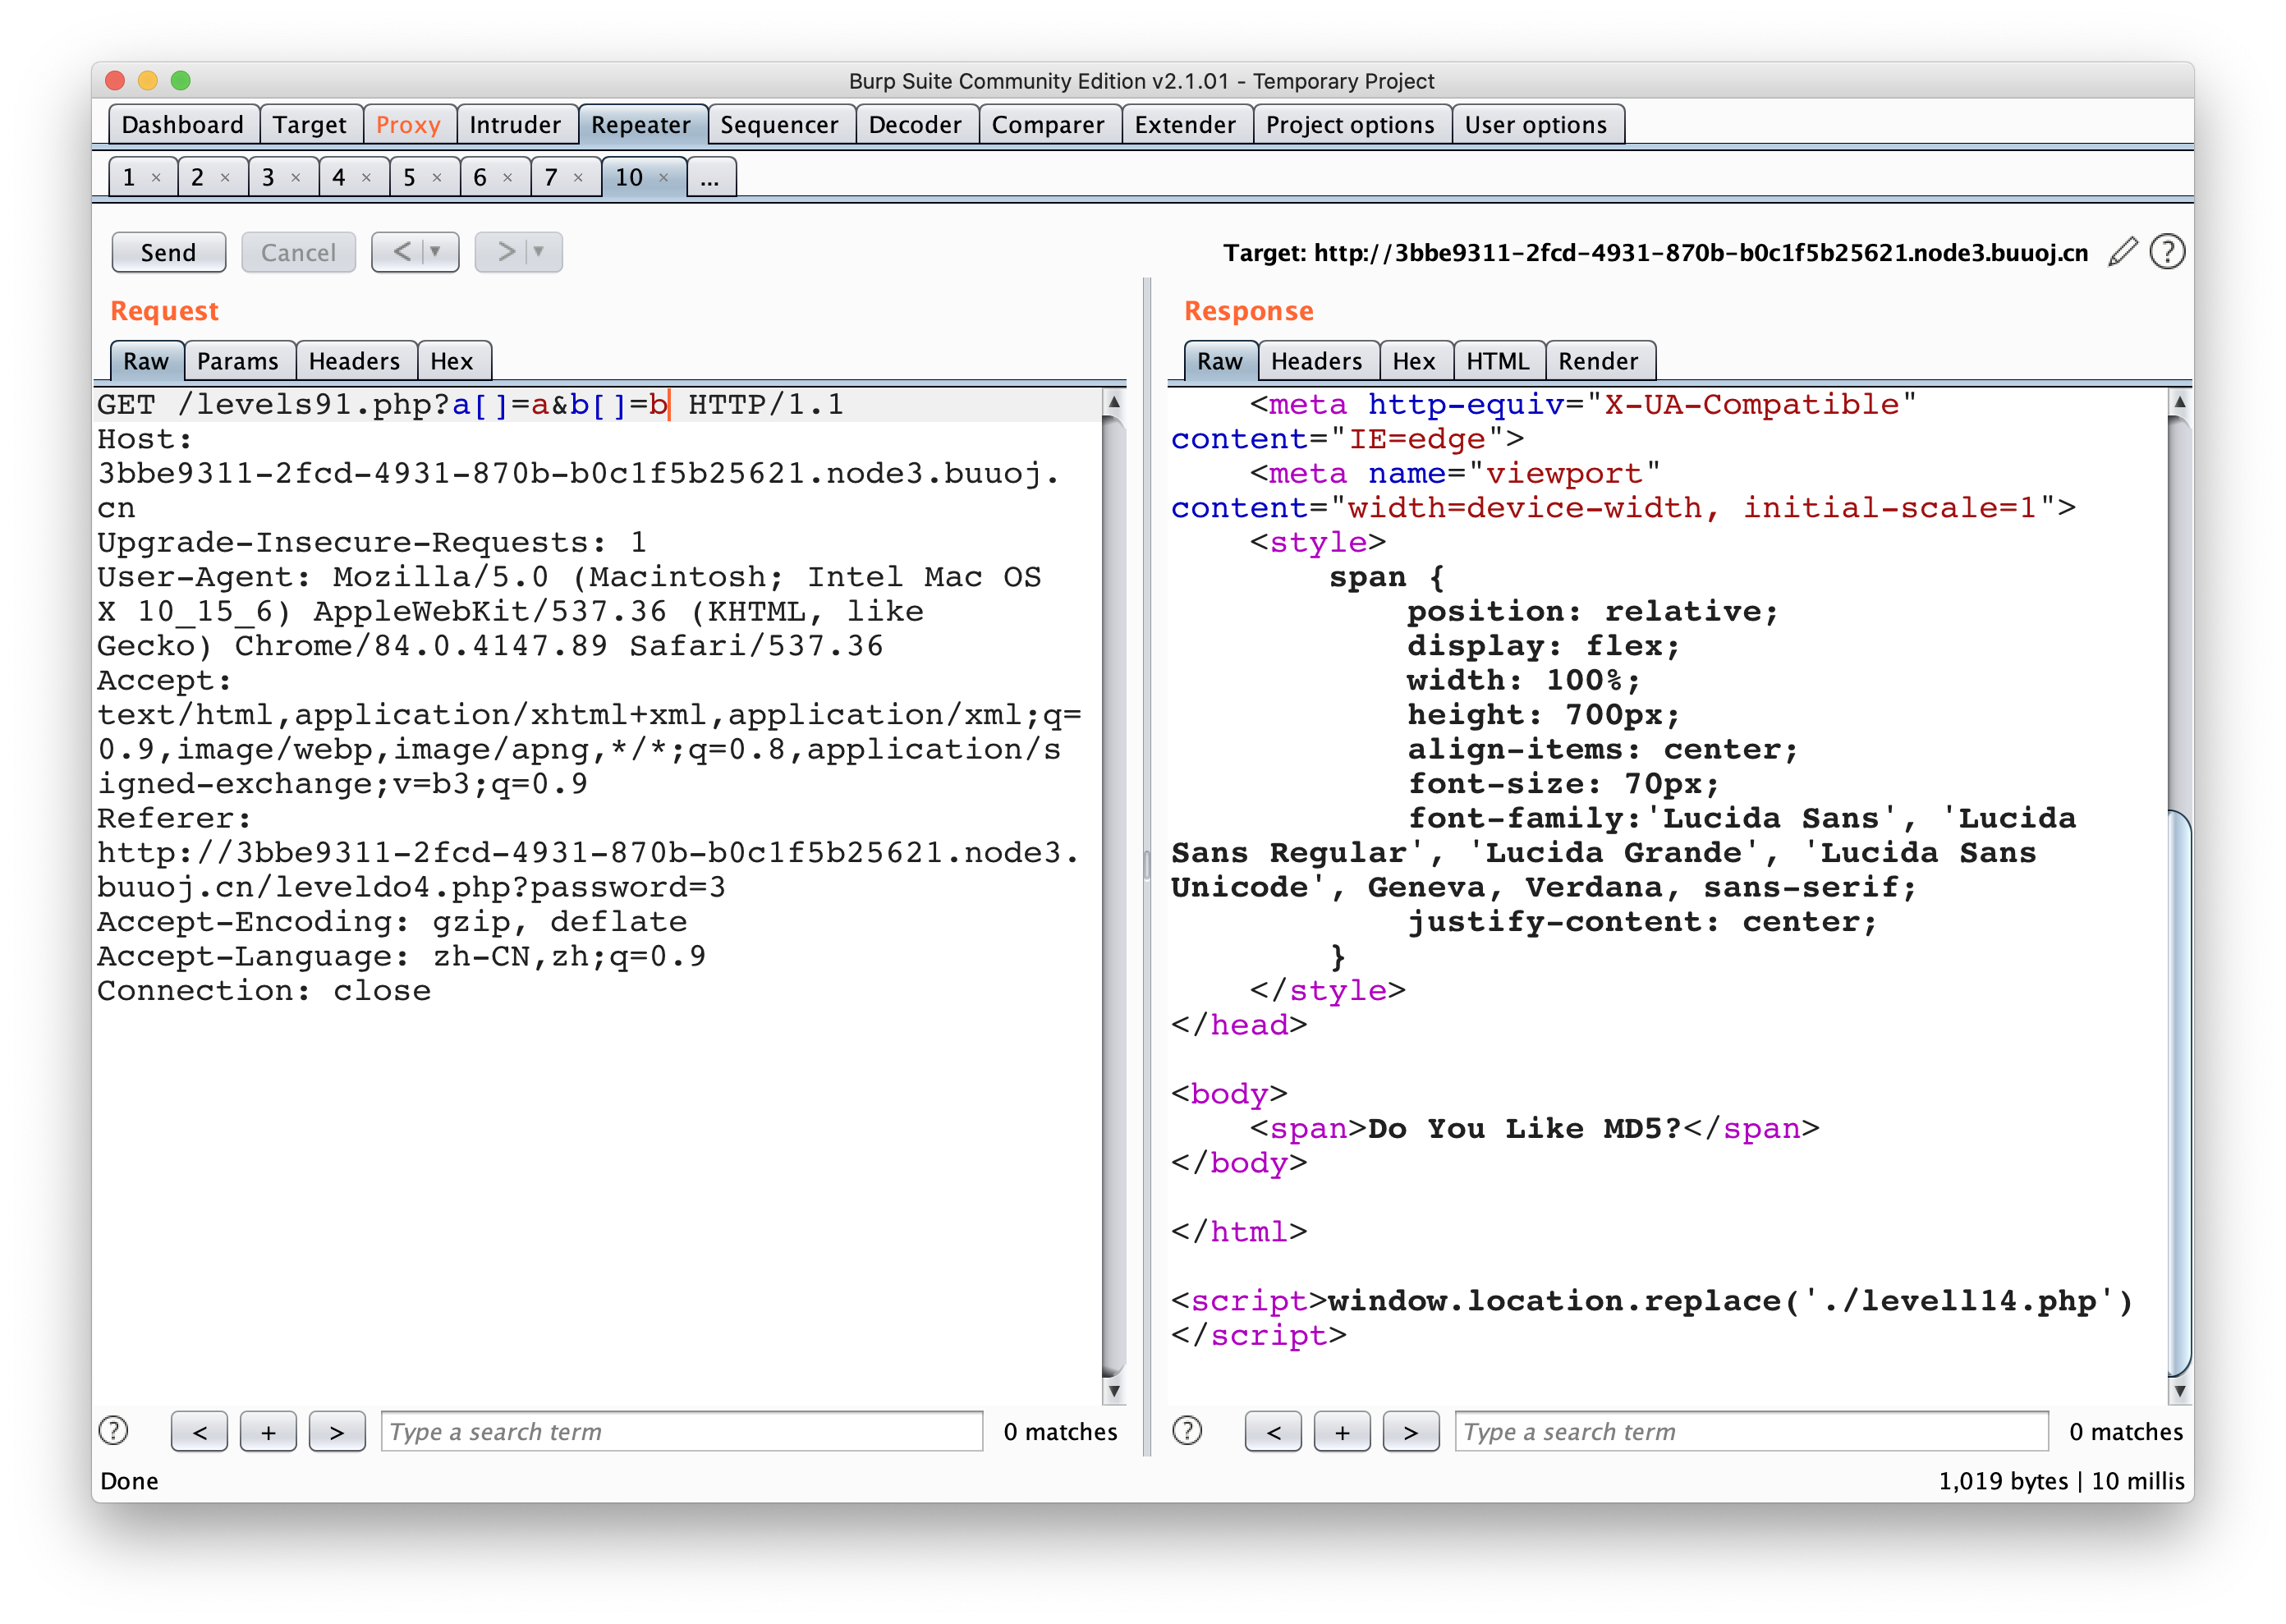 Burp Suite Community Edition v2.1.01 - Temporary Project
Dashboard Target Proxy Intruder Repeater Sequencer Decoder Comparer Extender Project options User options
1 × 2 × 3 × 4 × 5 × 6 × 7 × 10 × ...
Send Cancel < > Target: http://3bbe9311-2fcd-4931-870b-b0c1f5b25621.node3.buuoj.cn ?
Request
Raw Params Headers Hex
GET /levels91.php?a[]=a&b[]=b HTTP/1.1
Host:
3bbe9311-2fcd-4931-870b-b0c1f5b25621.node3.buuoj.
cn
Upgrade-Insecure-Requests: 1
User-Agent: Mozilla/5.0 (Macintosh; Intel Mac OS
X 10_15_6) AppleWebKit/537.36 (KHTML, like
Gecko) Chrome/84.0.4147.89 Safari/537.36
Accept:
text/html,application/xhtml+xml,application/xml;q=
0.9,image/webp,image/apng,*/*;q=0.8,application/s
igned-exchange;v=b3;q=0.9
Referer:
http://3bbe9311-2fcd-4931-870b-b0c1f5b25621.node3.
buuoj.cn/leveldo4.php?password=3
Accept-Encoding: gzip, deflate
Accept-Language: zh-CN,zh;q=0.9
Connection: close
? < + > Type a search term 0 matches
Response
Raw Headers Hex HTML Render
<meta http-equiv="X-UA-Compatible"
content="IE=edge">
<meta name="viewport"
content="width=device-width, initial-scale=1">
<style>
span {
position: relative;
display: flex;
width: 100%;
height: 700px;
align-items: center;
font-size: 70px;
font-family:'Lucida Sans', 'Lucida
Sans Regular', 'Lucida Grande', 'Lucida Sans
Unicode', Geneva, Verdana, sans-serif;
justify-content: center;
}
</style>
</head>
<body>
<span>Do You Like MD5?</span>
</body>
</html>
<script>window.location.replace('./levell14.php')
</script>
? < + > Type a search term 0 matches
Done 1,019 bytes | 10 millis